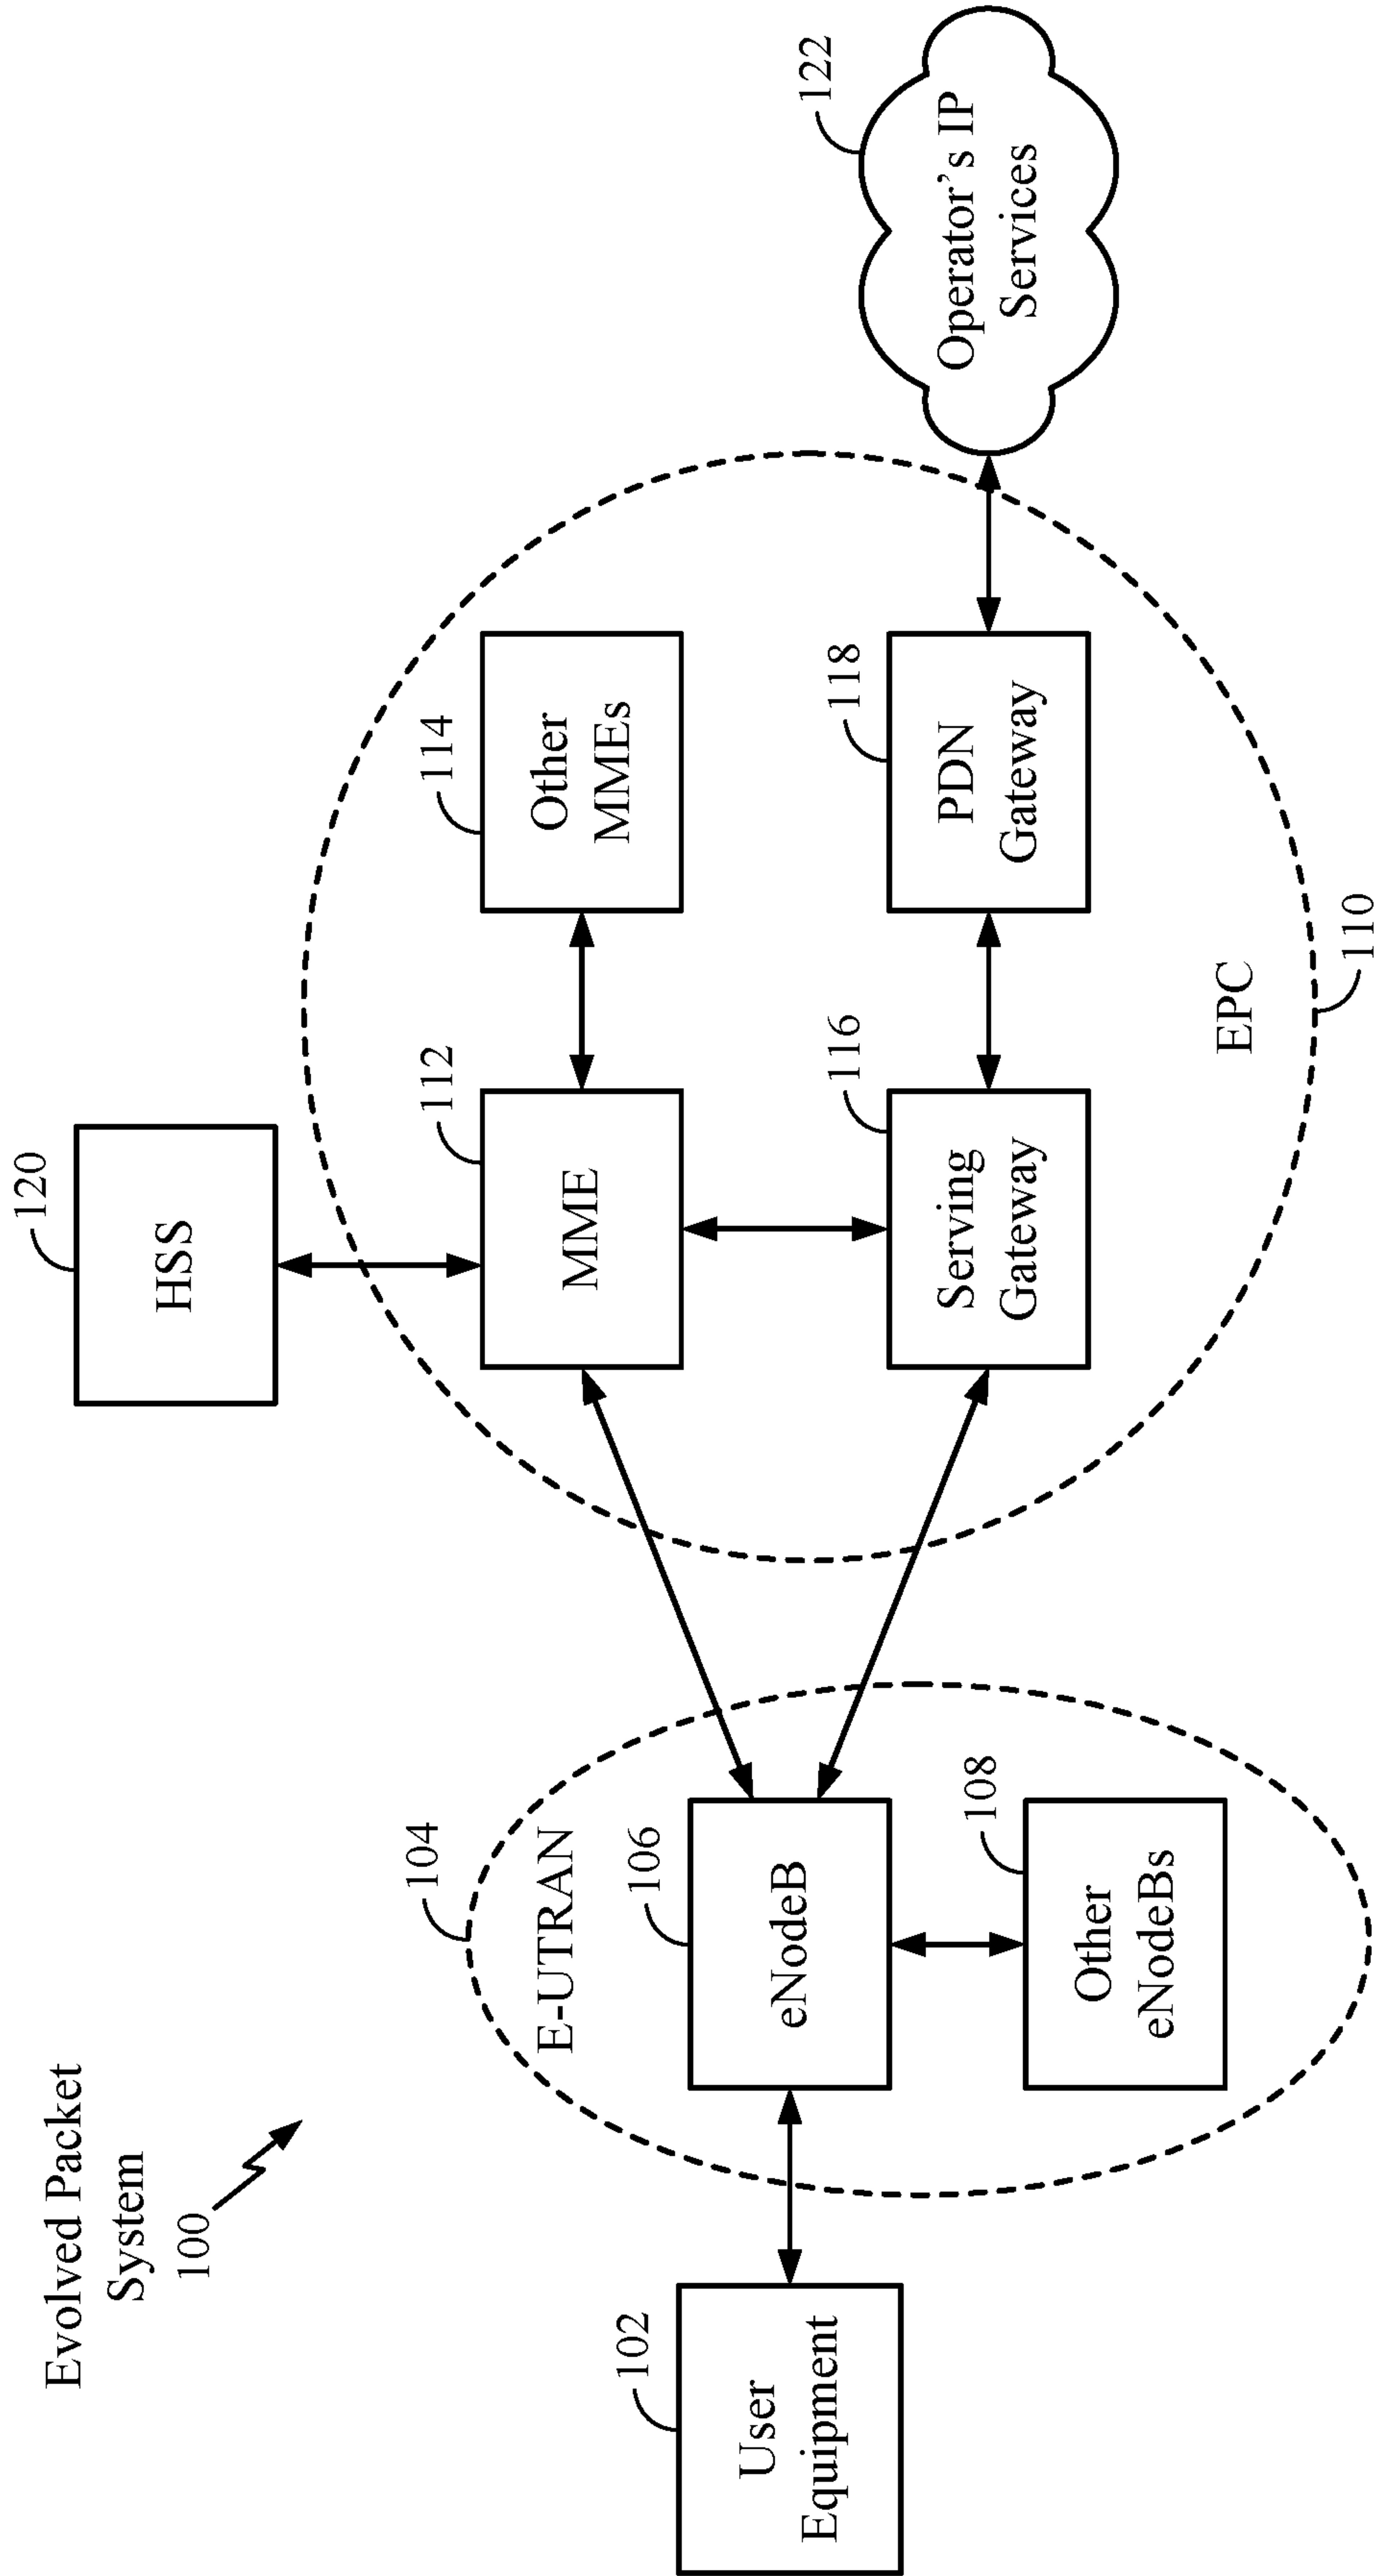 Evolved Packet
System
100
120
HSS
104
E-UTRAN
112
MME
114
Other
MMEs
102
User
Equipment
106
eNodeB
116
Serving
Gateway
118
PDN
Gateway
122
Operator's IP
Services
108
Other
eNodeBs
EPC
110